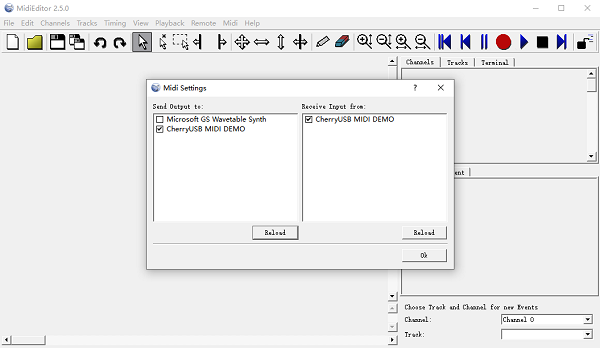 MidiEditor 2.5.0
File Edit Channels Tracks Timing View Playback Remote Midi Help
Channels Tracks Terminal
Midi Settings
Send Output to:
Receive Input from:
Microsoft GS Wavetable Synth
CherryUSB MIDI DEMO
CherryUSB MIDI DEMO
ent
Reload
Reload
Ok
Choose Track and Channel for new Events
Channel: Channel 0
Track: